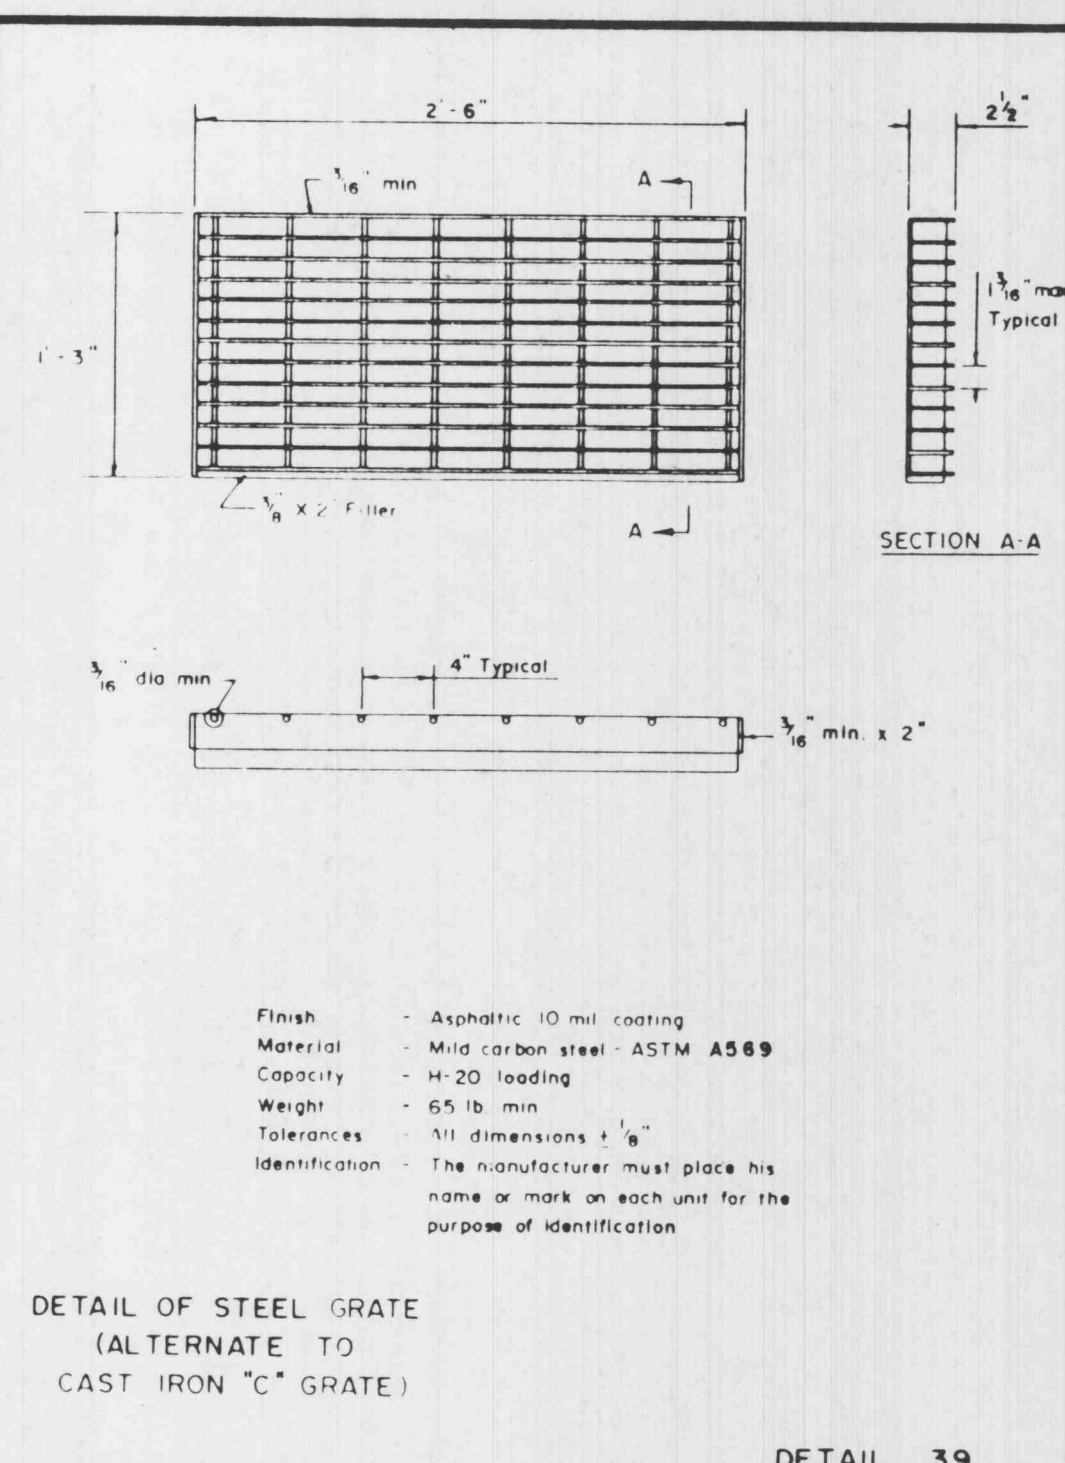 2'-6"
2 1/2"
3/16" min
A
1'-3"
1 3/16" max
Typical
3/8" x 2" Filler
A
SECTION A-A
3/16" dia min
4" Typical
3/16" min. x 2"
Finish - Asphaltic 10 mil coating
Material - Mild carbon steel - ASTM A569
Capacity - H-20 loading
Weight - 65 lb. min
Tolerances - All dimensions ± 1/8"
Identification - The manufacturer must place his
name or mark on each unit for the
purpose of identification
DETAIL OF STEEL GRATE
(ALTERNATE TO
CAST IRON "C" GRATE)
DETAIL 39